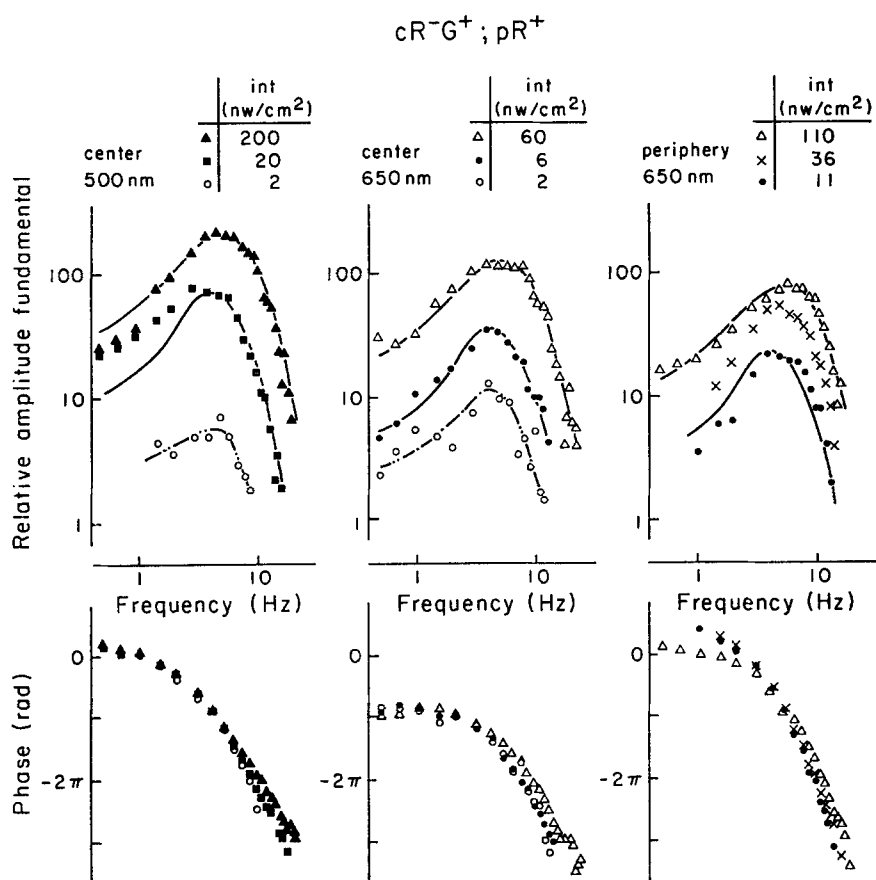 cR⁻G⁺; pR⁺
int
(nw/cm²)
center
500 nm
▲ 200
■ 20
○ 2
int
(nw/cm²)
center
650 nm
△ 60
● 6
○ 2
int
(nw/cm²)
periphery
650 nm
△ 110
× 36
● 11
Relative amplitude fundamental
100
10
1
100
10
1
100
10
1
1 10
1 10
1 10
Frequency (Hz)
Frequency (Hz)
Frequency (Hz)
Phase (rad)
0
-2π
0
-2π
0
-2π